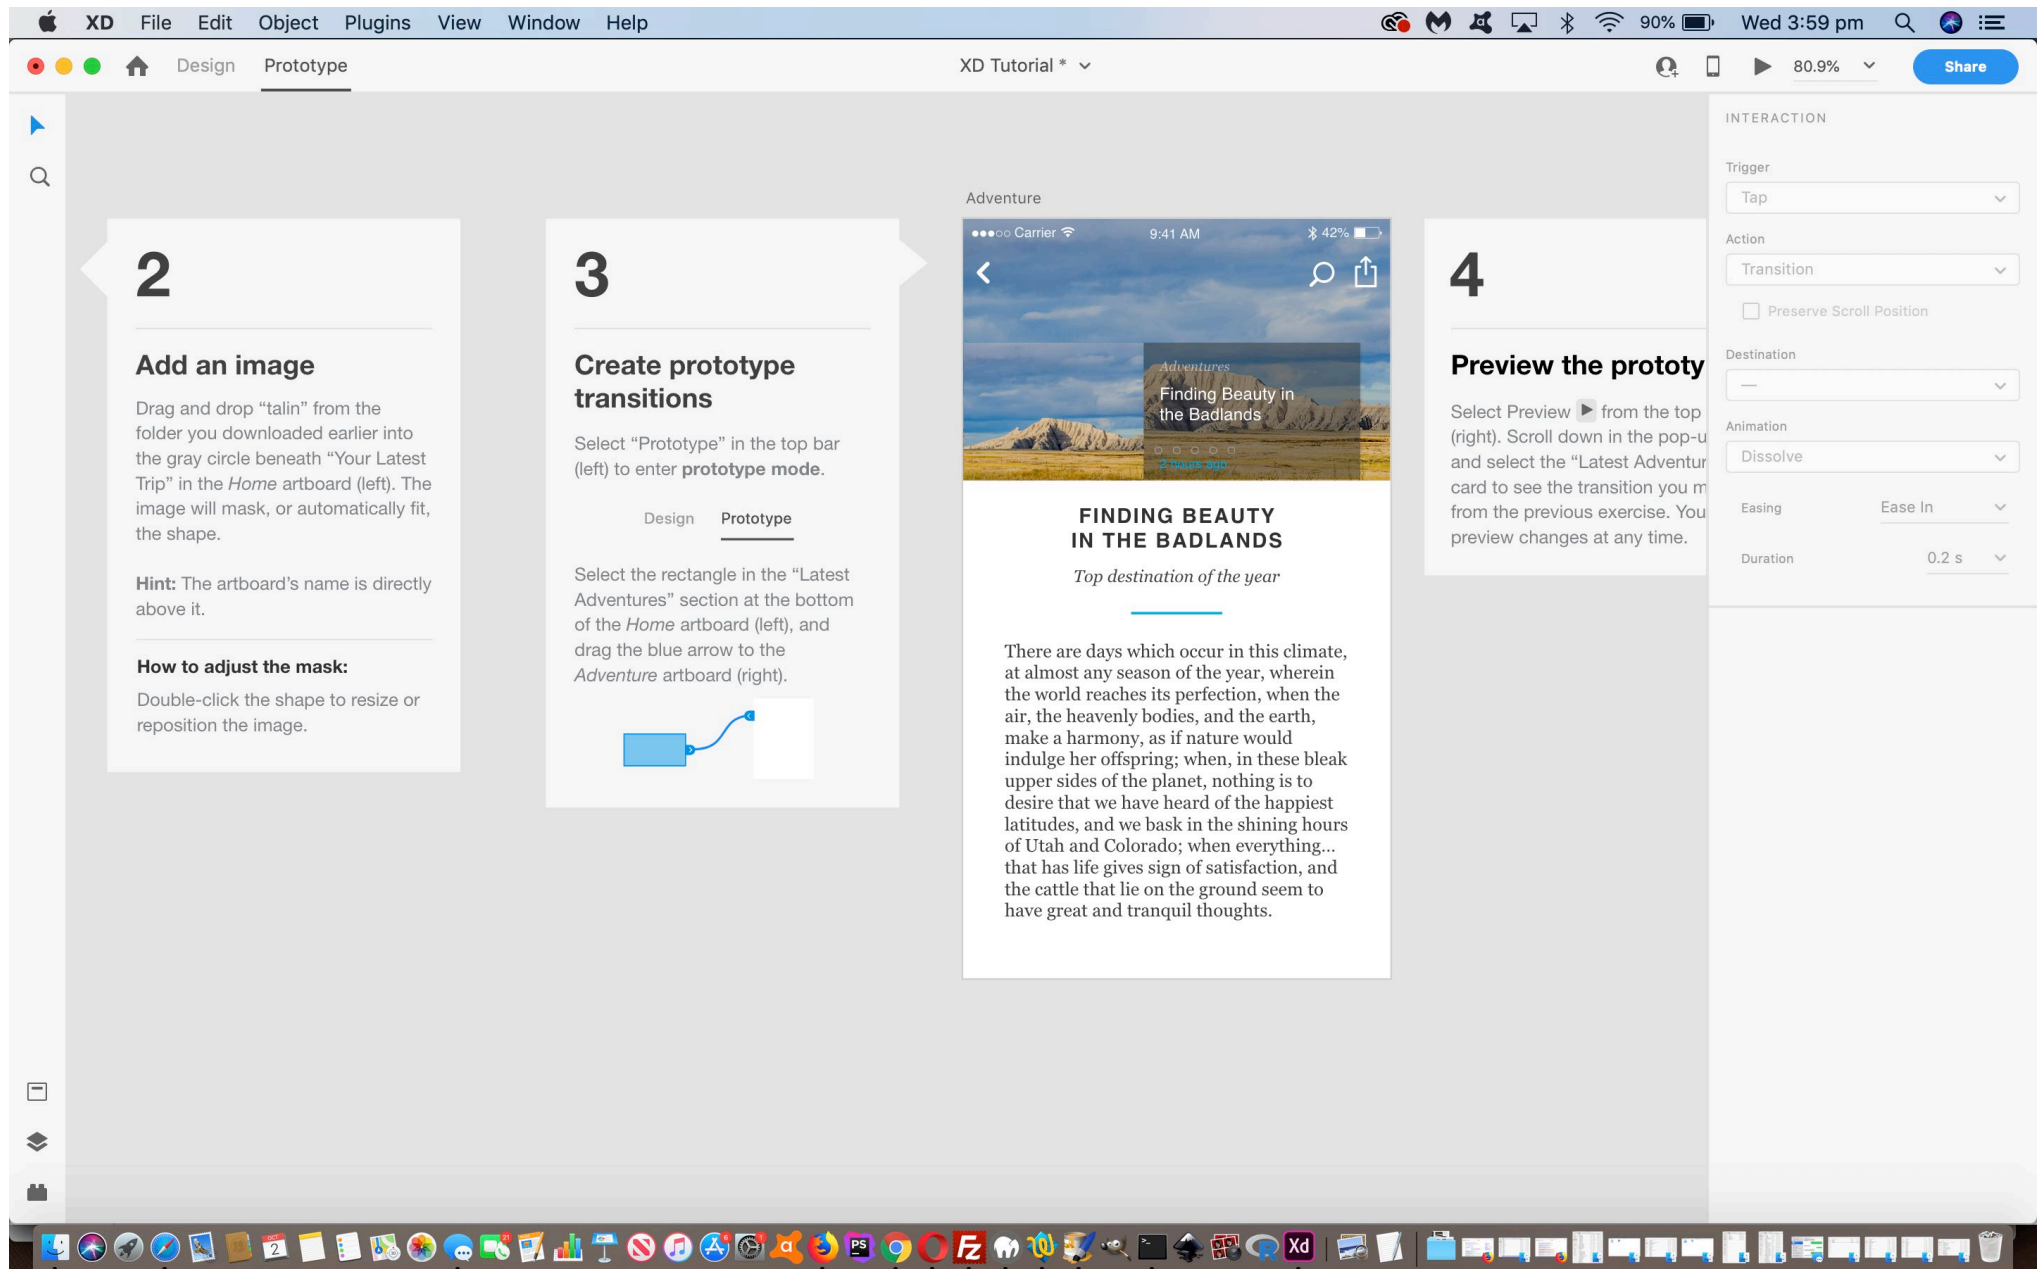 XD File Edit Object Plugins View Window Help 90% Wed 3:59 pm
Design Prototype XD Tutorial * 80.9% Share
2
Add an image
Drag and drop “talin” from the
folder you downloaded earlier into
the gray circle beneath “Your Latest
Trip” in the Home artboard (left). The
image will mask, or automatically fit,
the shape.
Hint: The artboard’s name is directly
above it.
How to adjust the mask:
Double-click the shape to resize or
reposition the image.
3
Create prototype
transitions
Select “Prototype” in the top bar
(left) to enter prototype mode.
Design Prototype
Select the rectangle in the “Latest
Adventures” section at the bottom
of the Home artboard (left), and
drag the blue arrow to the
Adventure artboard (right).
Adventure
Carrier 9:41 AM 42%
Adventures
Finding Beauty in
the Badlands
2 hours ago
FINDING BEAUTY
IN THE BADLANDS
Top destination of the year
There are days which occur in this climate,
at almost any season of the year, wherein
the world reaches its perfection, when the
air, the heavenly bodies, and the earth,
make a harmony, as if nature would
indulge her offspring; when, in these bleak
upper sides of the planet, nothing is to
desire that we have heard of the happiest
latitudes, and we bask in the shining hours
of Utah and Colorado; when everything...
that has life gives sign of satisfaction, and
the cattle that lie on the ground seem to
have great and tranquil thoughts.
4
Preview the prototy
Select Preview from the top
(right). Scroll down in the pop-u
and select the “Latest Adventur
card to see the transition you m
from the previous exercise. You
preview changes at any time.
INTERACTION
Trigger
Tap
Action
Transition
Preserve Scroll Position
Destination
—
Animation
Dissolve
Easing Ease In
Duration 0.2 s
OCT
2
21
PS
Fz
R
Xd